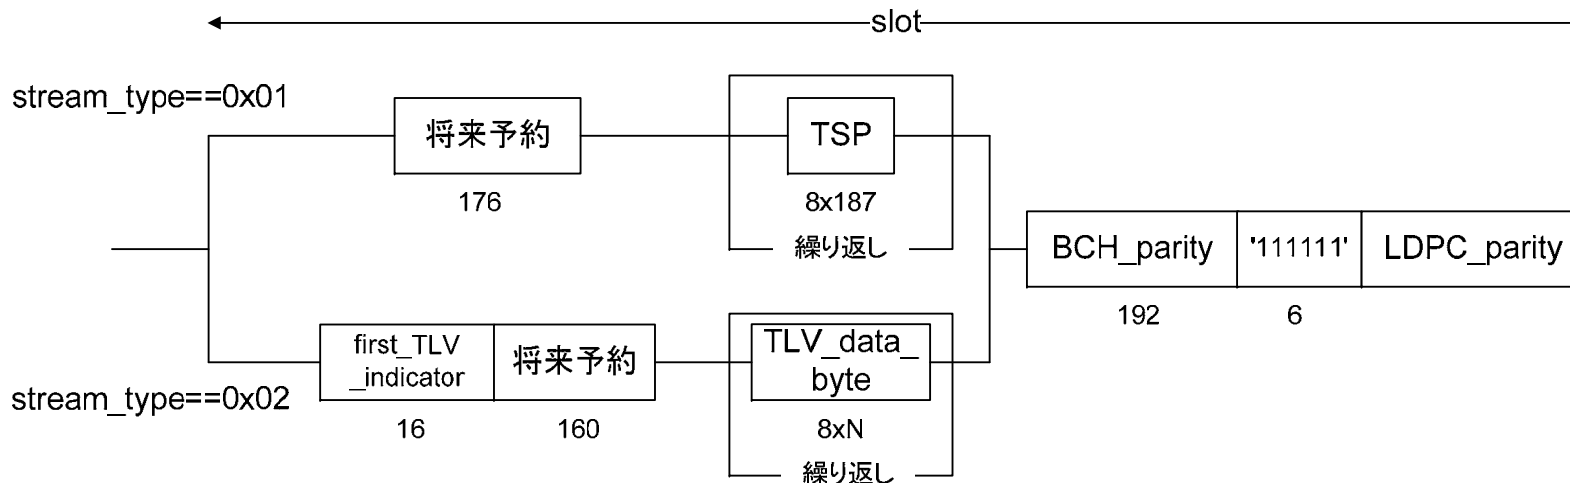 slot
stream_type==0x01
将来予約
176
TSP
8x187
繰り返し
BCH_parity
'111111'
LDPC_parity
192
6
first_TLV
_indicator
16
将来予約
160
TLV_data_
byte
8xN
繰り返し
stream_type==0x02